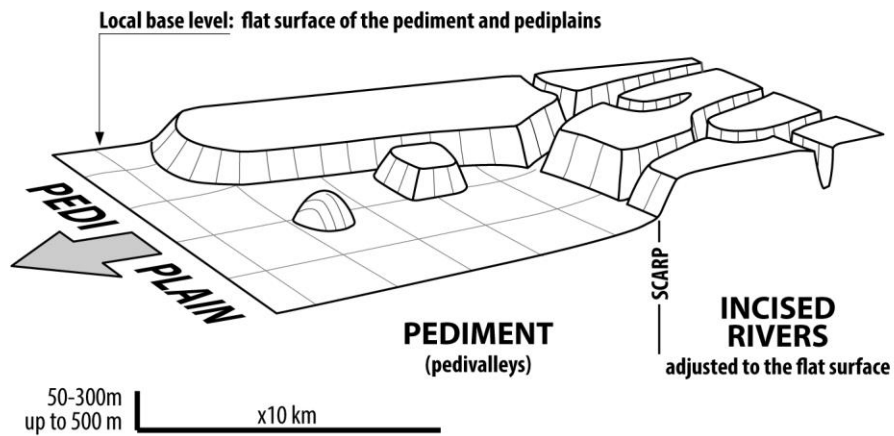 Local base level: flat surface of the pediment and pediplains
PEDI
PLAIN
SCARP
PEDIMENT
(pedivalleys)
INCISED
RIVERS
adjusted to the flat surface
50-300m
up to 500 m
x10 km